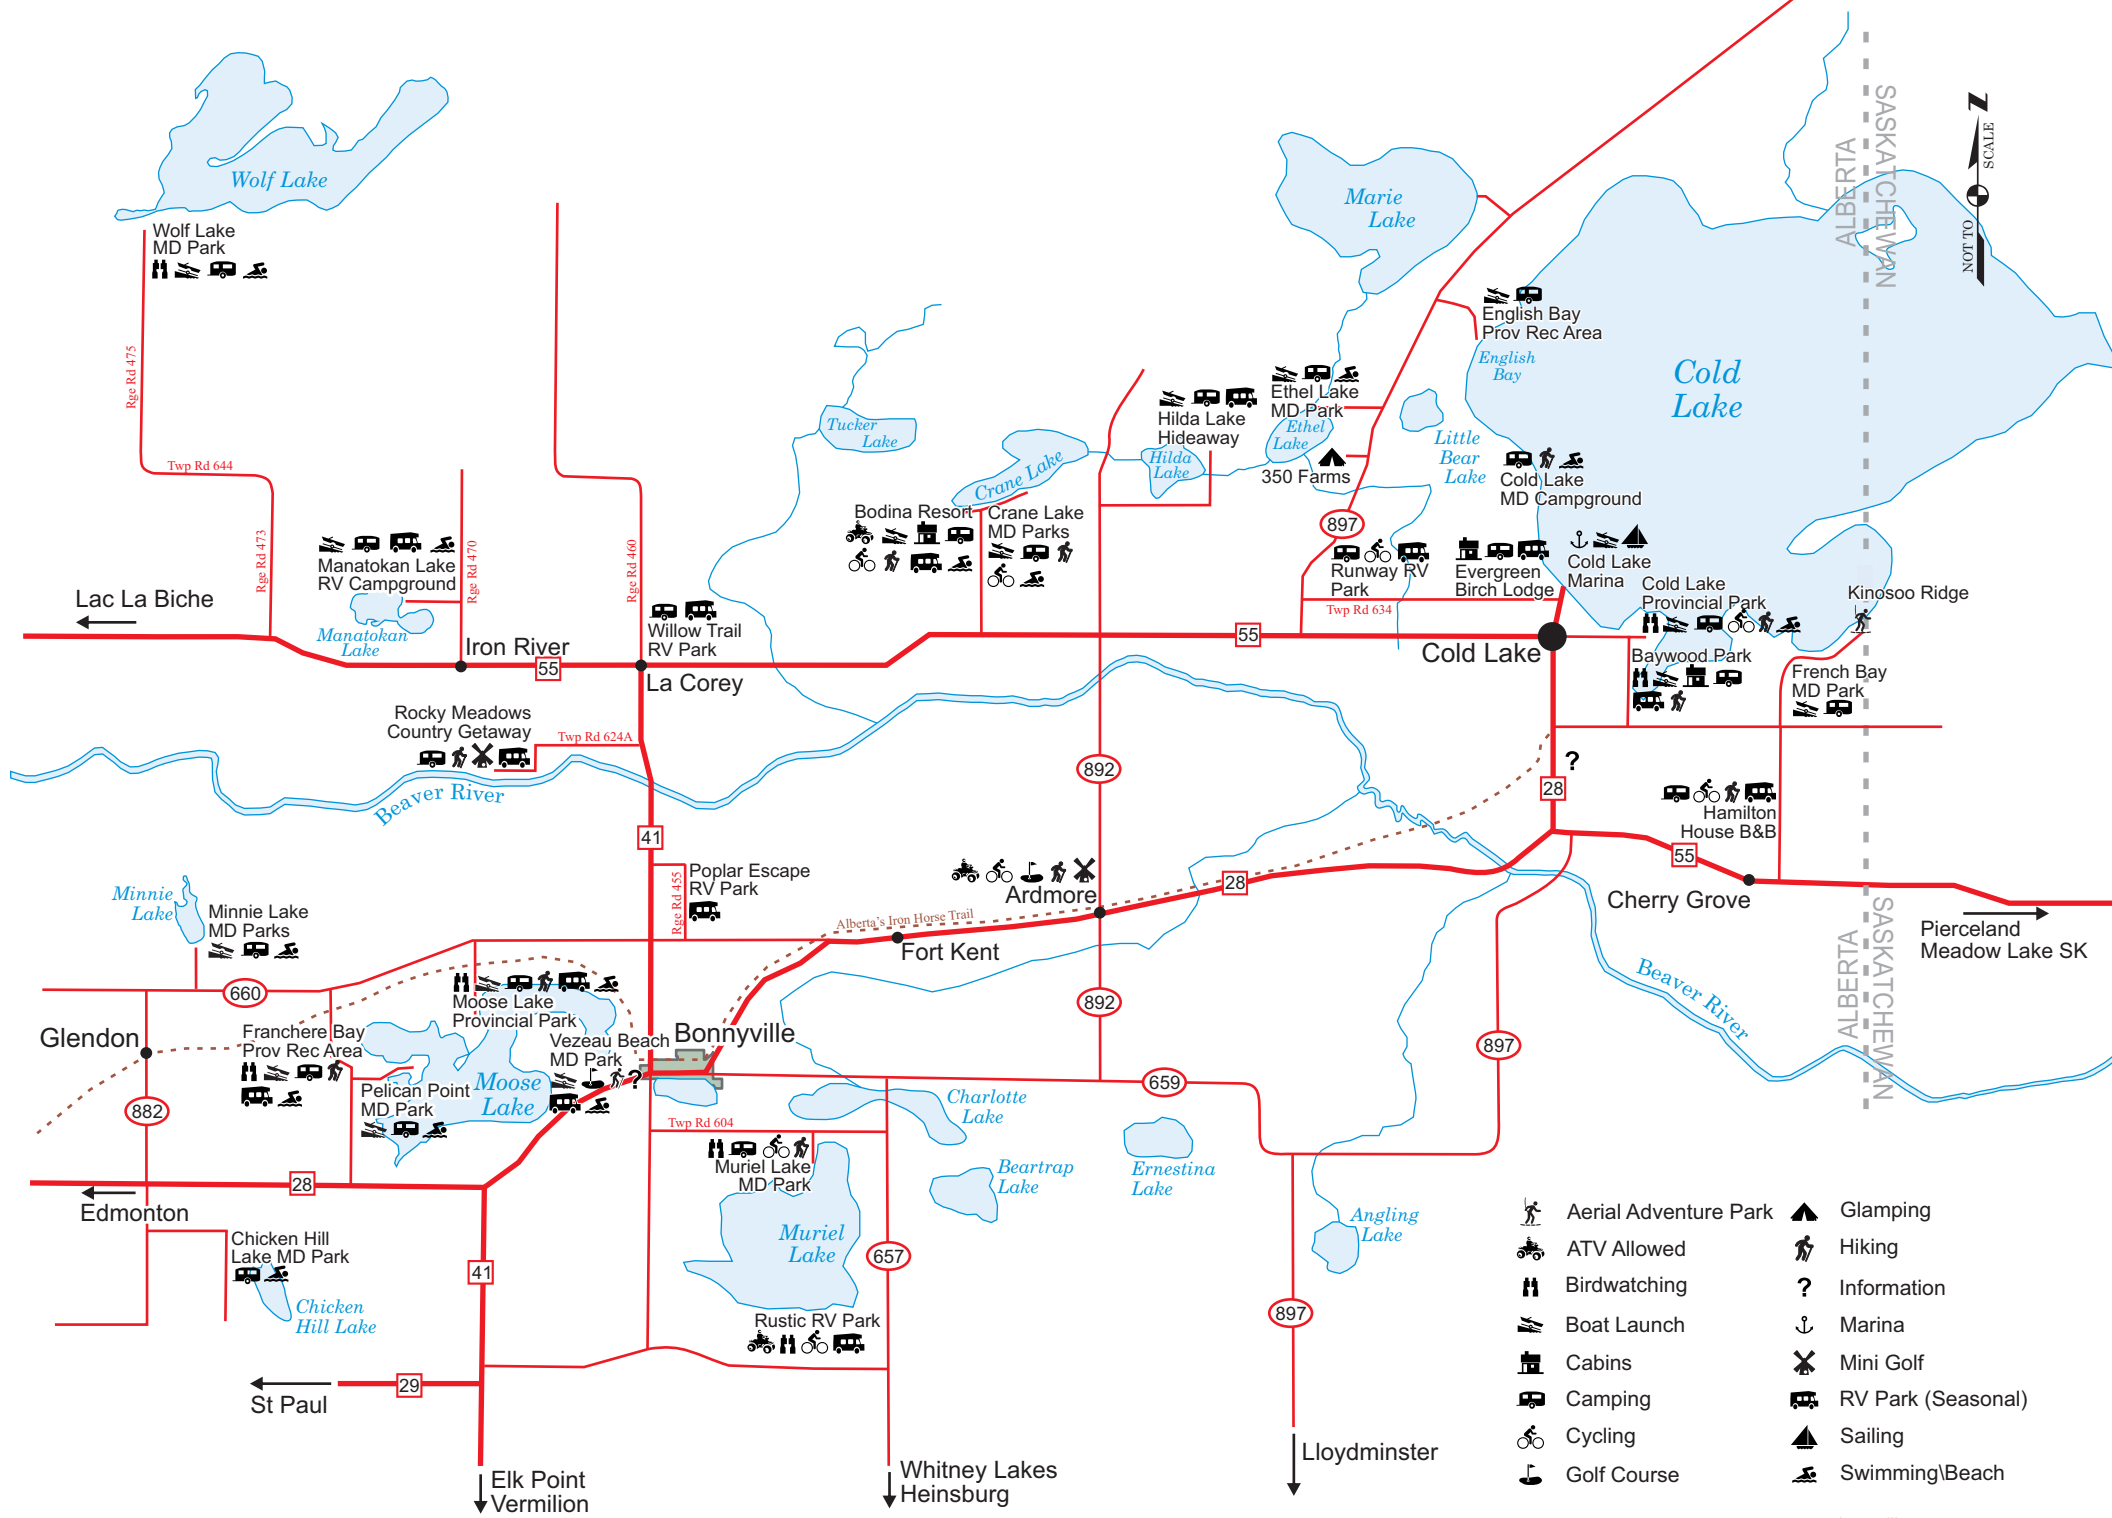 SASKATCHEWAN
ALBERTA
N
SCALE
NOT TO
Wolf Lake
Wolf Lake
MD Park
Marie
Lake
English Bay
Prov Rec Area
English
Bay
Cold
Lake
Rge Rd 475
Twp Rd 644
Rge Rd 473
Tucker
Lake
Crane Lake
Hilda Lake
Hideaway
Hilda
Lake
Ethel Lake
MD Park
Ethel
Lake
350 Farms
Little
Bear
Lake
Cold Lake
MD Campground
Bodina Resort
Crane Lake
MD Parks
897
Manatokan Lake
RV Campground
Rge Rd 470
Rge Rd 460
Manatokan
Lake
Runway RV
Park
Evergreen
Birch Lodge
Cold Lake
Marina
Cold Lake
Provincial Park
Kinosoo Ridge
Lac La Biche
Twp Rd 634
Willow Trail
RV Park
Iron River
55
55
La Corey
Cold Lake
Baywood Park
French Bay
MD Park
Rocky Meadows
Country Getaway
Twp Rd 624A
Beaver River
892
?
28
41
Hamilton
House B&B
55
Cherry Grove
Poplar Escape
RV Park
Rge Rd 455
Ardmore
28
Alberta's Iron Horse Trail
Fort Kent
Minnie
Lake
Minnie Lake
MD Parks
SASKATCHEWAN
ALBERTA
Pierceland
Meadow Lake SK
Beaver River
660
892
Glendon
Moose Lake
Provincial Park
Franchere Bay
Prov Rec Area
Vezeau Beach
MD Park
?
Bonnyville
897
Pelican Point
MD Park
Moose
Lake
659
882
Charlotte
Lake
Twp Rd 604
Muriel Lake
MD Park
Beartrap
Lake
Ernestina
Lake
28
Edmonton
Muriel
Lake
Angling
Lake
Chicken Hill
Lake MD Park
Chicken
Hill Lake
41
657
897
Rustic RV Park
29
St Paul
Elk Point
Vermilion
Whitney Lakes
Heinsburg
Lloydminster
Aerial Adventure Park
ATV Allowed
Birdwatching
Boat Launch
Cabins
Camping
Cycling
Golf Course
Glamping
Hiking
? Information
Marina
Mini Golf
RV Park (Seasonal)
Sailing
Swimming\Beach